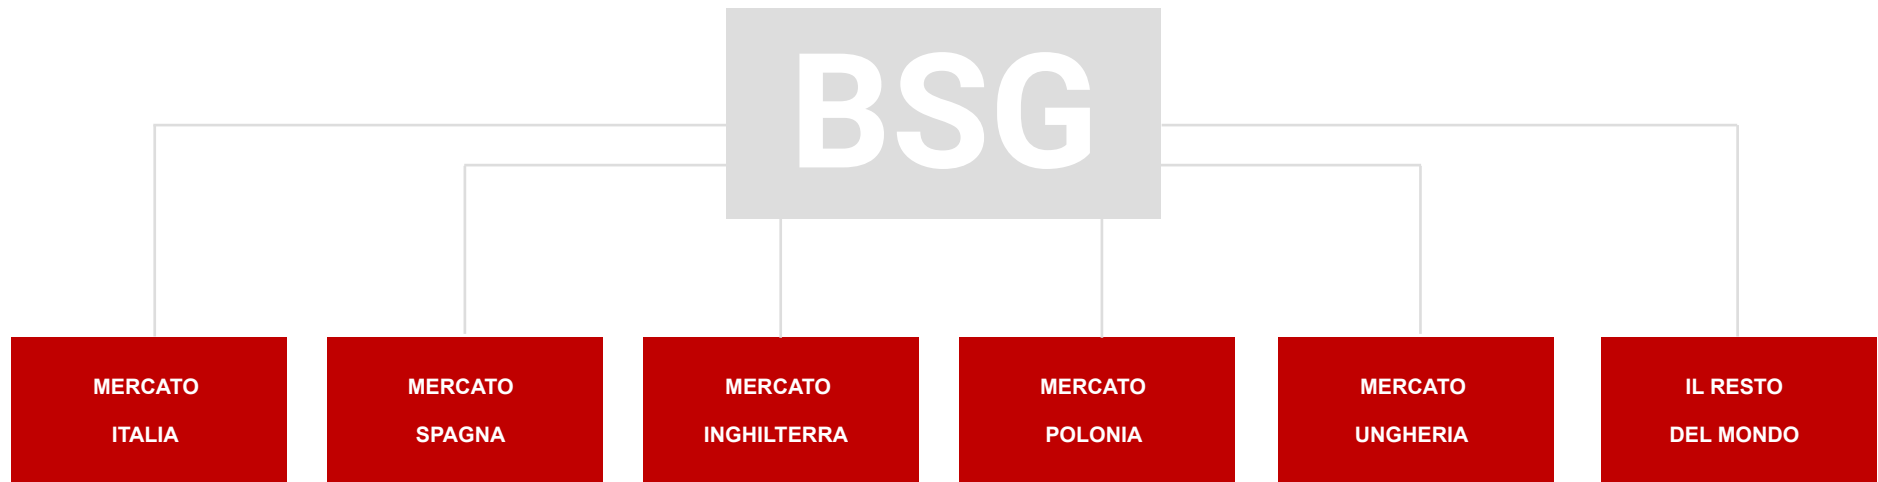 BSG
MERCATO
ITALIA
MERCATO
SPAGNA
MERCATO
INGHILTERRA
MERCATO
POLONIA
MERCATO
UNGHERIA
IL RESTO
DEL MONDO